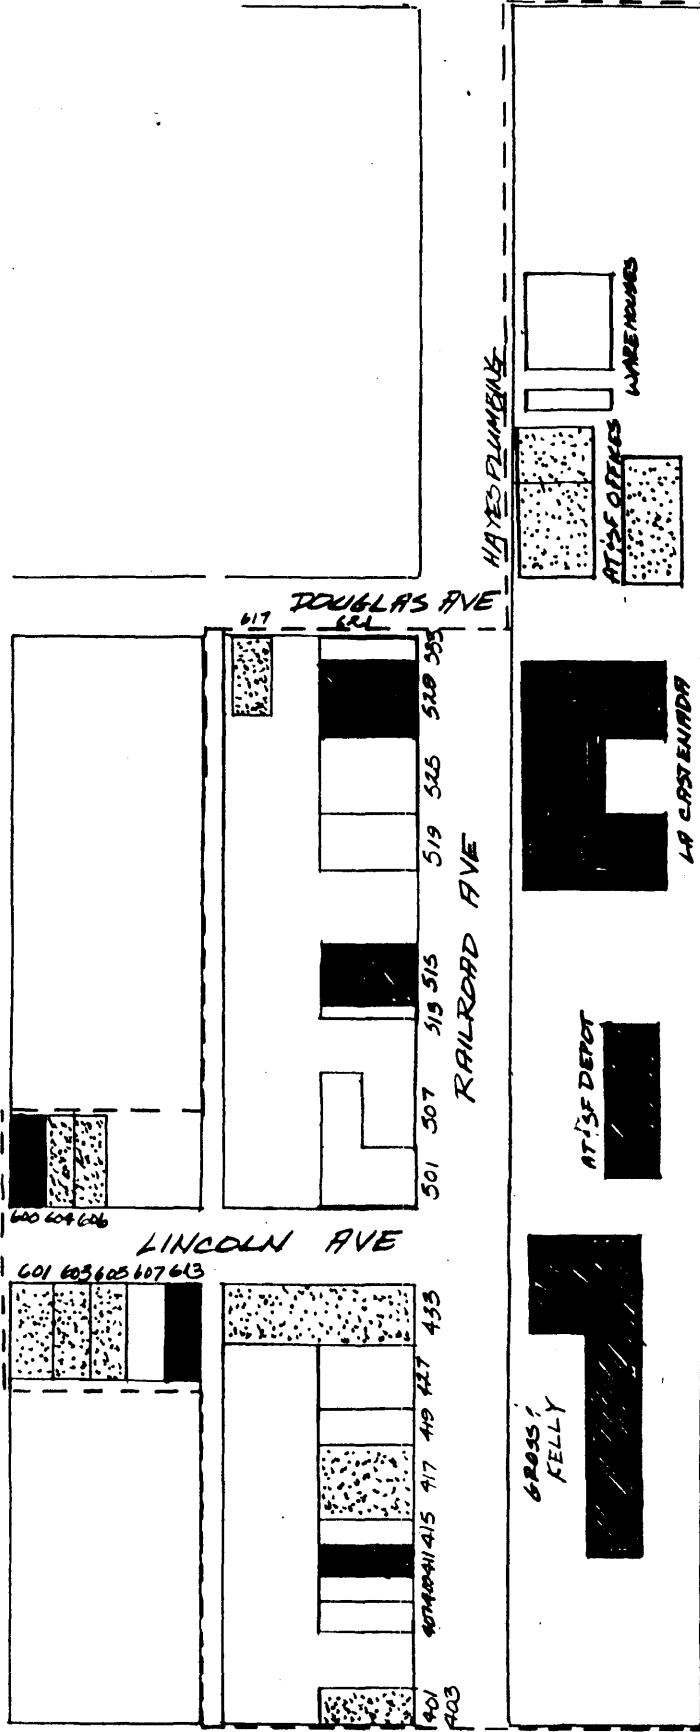 WAREHOUSES
HAYES PLUMBING
AT&SF OFFICES
DOUGLAS AVE
617
621
529
525
519
515
513
507
501
RAILROAD AVE
LA CASTENADA
AT&SF DEPOT
600 604 606
LINCOLN AVE
601 603 605 607 613
433
427
419
417
415
411
GROSS &
KELLY
401
403